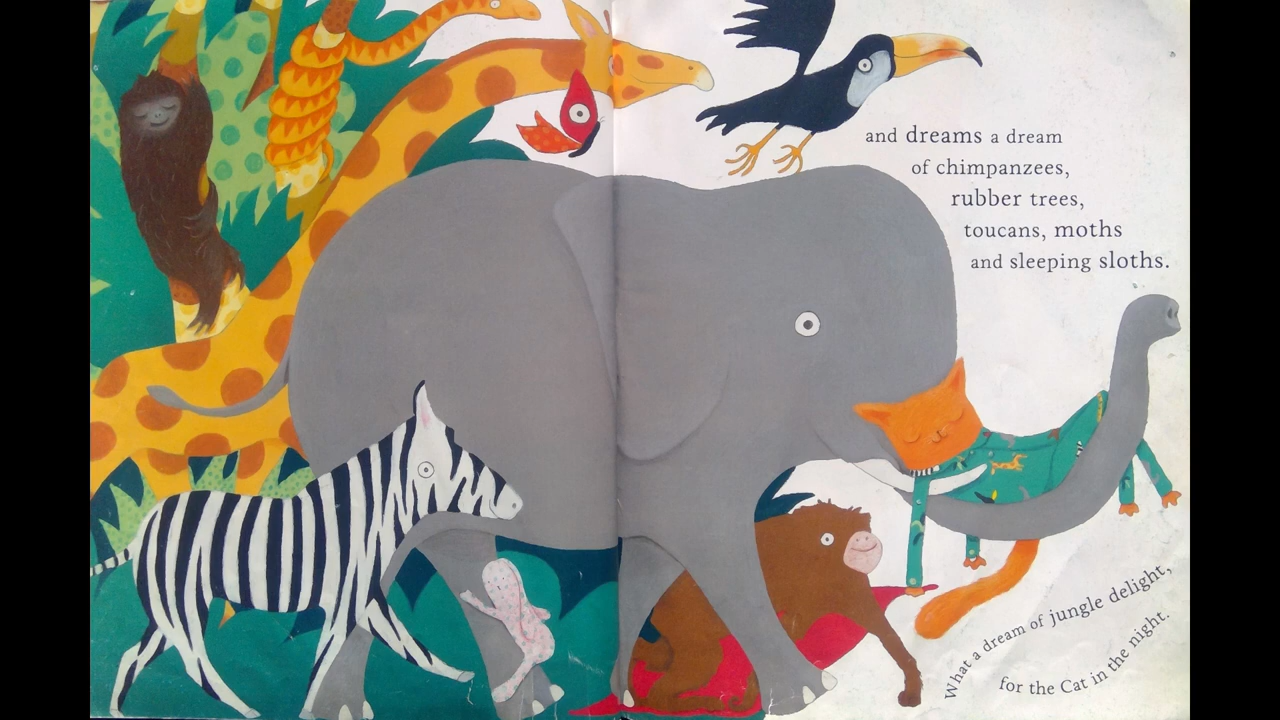 and dreams a dream
of chimpanzees,
rubber trees,
toucans, moths
and sleeping sloths.
What a dream of jungle delight,
for the Cat in the night.